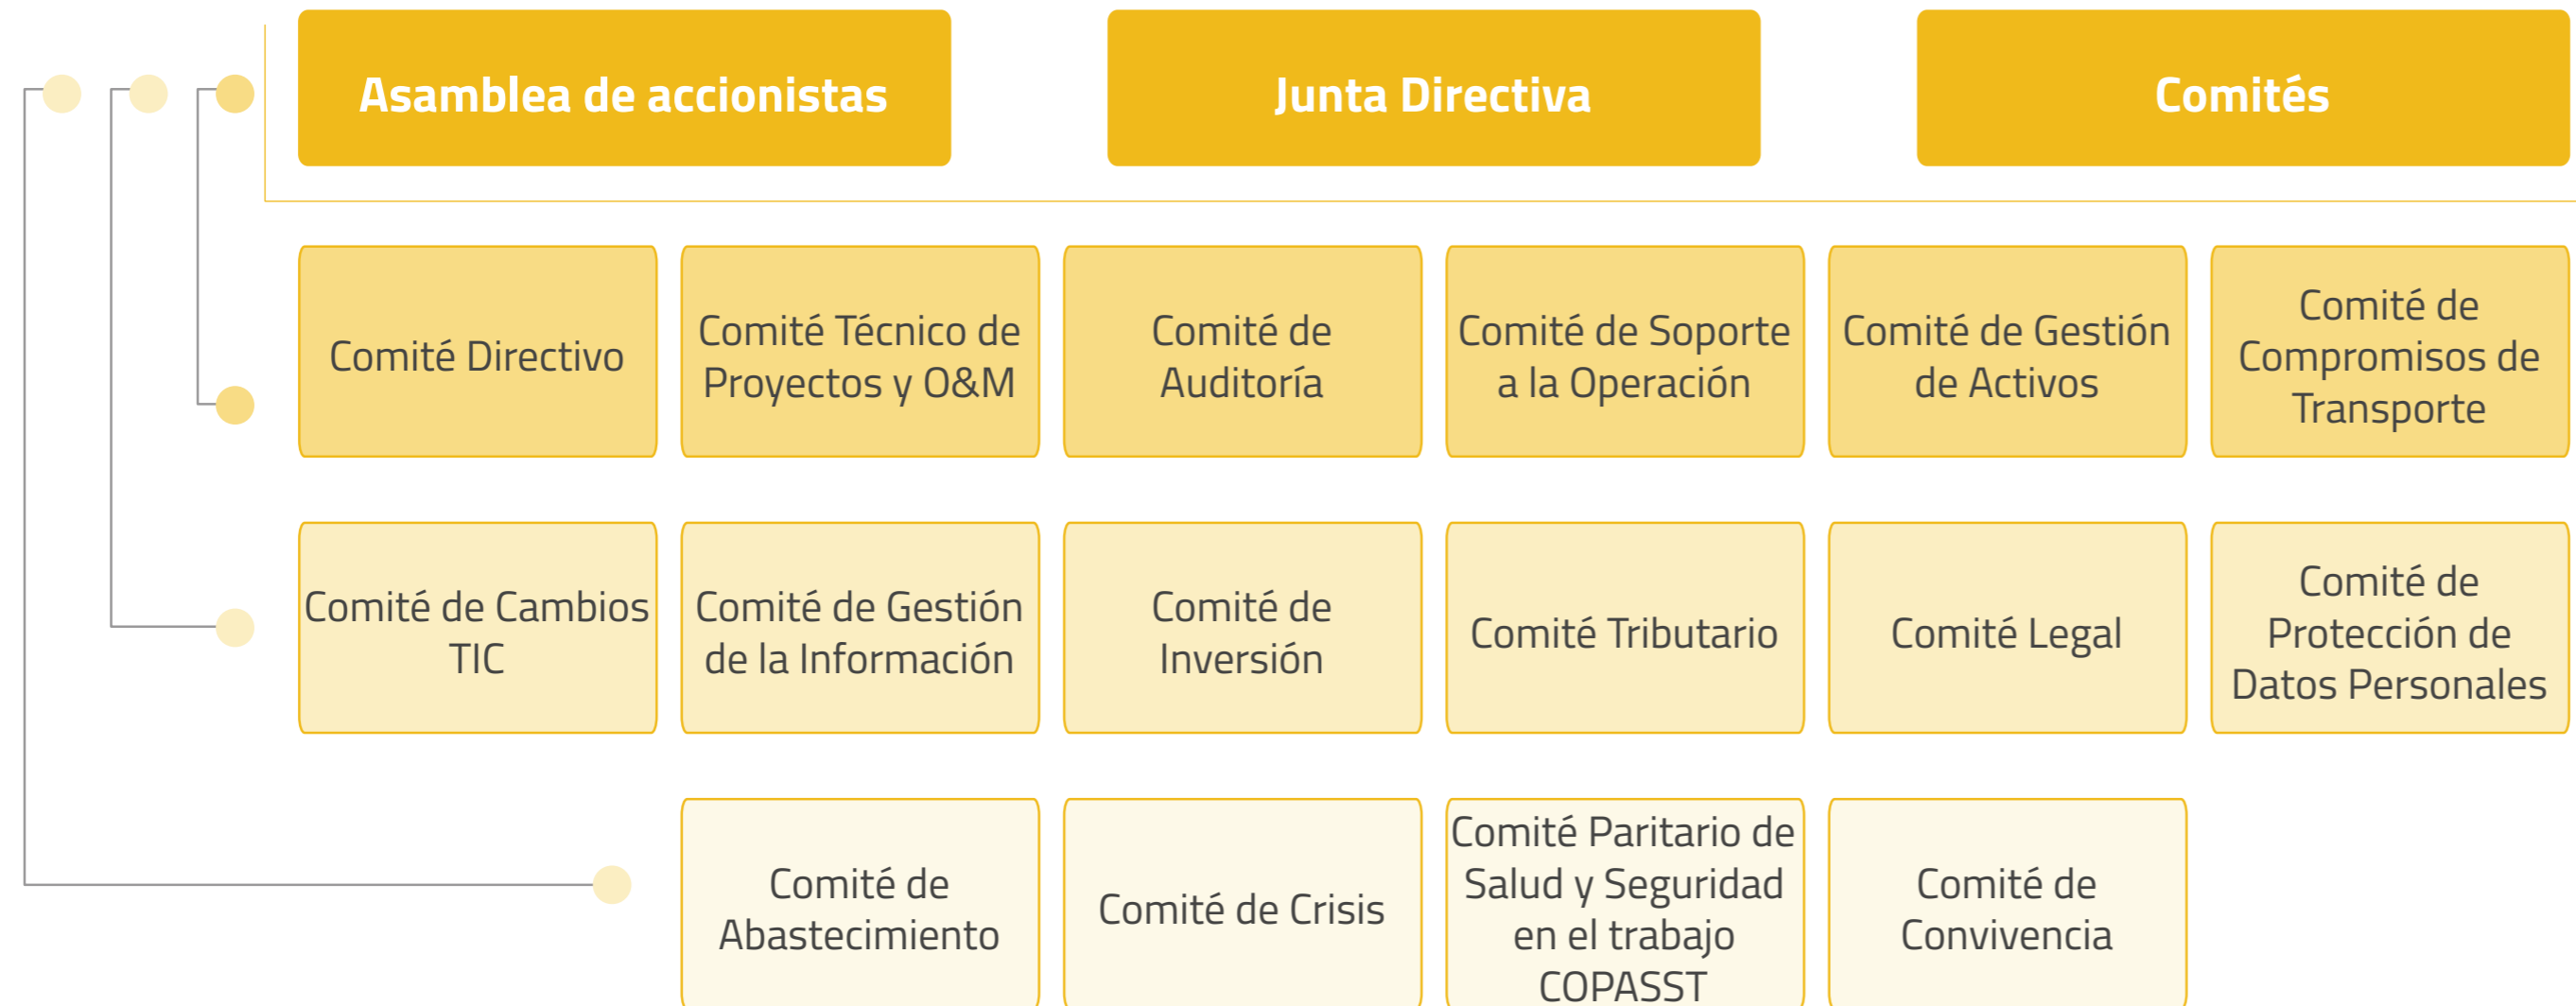 Asamblea de accionistas
Junta Directiva
Comités
Comité Directivo
Comité Técnico de
Proyectos y O&M
Comité de
Auditoría
Comité de Soporte
a la Operación
Comité de Gestión
de Activos
Comité de
Compromisos de
Transporte
Comité de Cambios
TIC
Comité de Gestión
de la Información
Comité de
Inversión
Comité Tributario
Comité Legal
Comité de
Protección de
Datos Personales
Comité de
Abastecimiento
Comité de Crisis
Comité Paritario de
Salud y Seguridad
en el trabajo
COPASST
Comité de
Convivencia